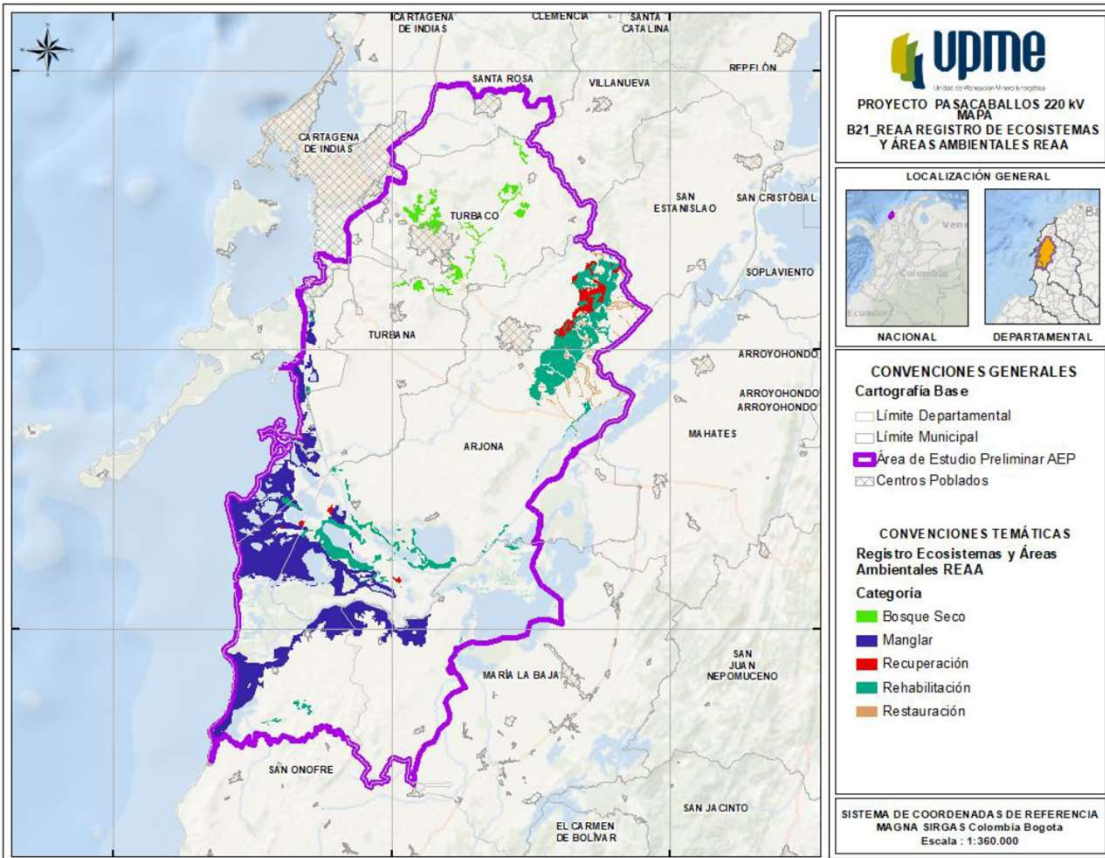 CARTAGENA
DE INDIAS
CLEMENCIA
SANTA
CATALINA
REPELÓN
SANTA ROSA
VILLANUEVA
CARTAGENA
DE INDIAS
SAN
ESTANISLAO
SAN CRISTÓBAL
TURBACO
SOPLAVIENTO
TURBANA
ARROYOHONDO
ARROYOHONDO
ARROYOHONDO
MAHATES
ARJONA
SAN
JUAN
NEPOMUCENO
MARÍA LA BAJA
SAN ONOFRE
SAN JACINTO
EL CARMEN
DE BOLÍVAR
upme
Unidad de Planeación Minero Energética
PROYECTO PASACABALLOS 220 kV
MAPA
B21_REAA REGISTRO DE ECOSISTEMAS
Y ÁREAS AMBIENTALES REAA
LOCALIZACIÓN GENERAL
Colombia
Ecuador
NACIONAL
DEPARTAMENTAL
CONVENCIONES GENERALES
Cartografía Base
Límite Departamental
Límite Municipal
Área de Estudio Preliminar AEP
Centros Poblados
CONVENCIONES TEMÁTICAS
Registro Ecosistemas y Áreas
Ambientales REAA
Categoría
Bosque Seco
Manglar
Recuperación
Rehabilitación
Restauración
SISTEMA DE COORDENADAS DE REFERENCIA
MAGNA SIRGAS Colombia Bogota
Escala : 1:360.000